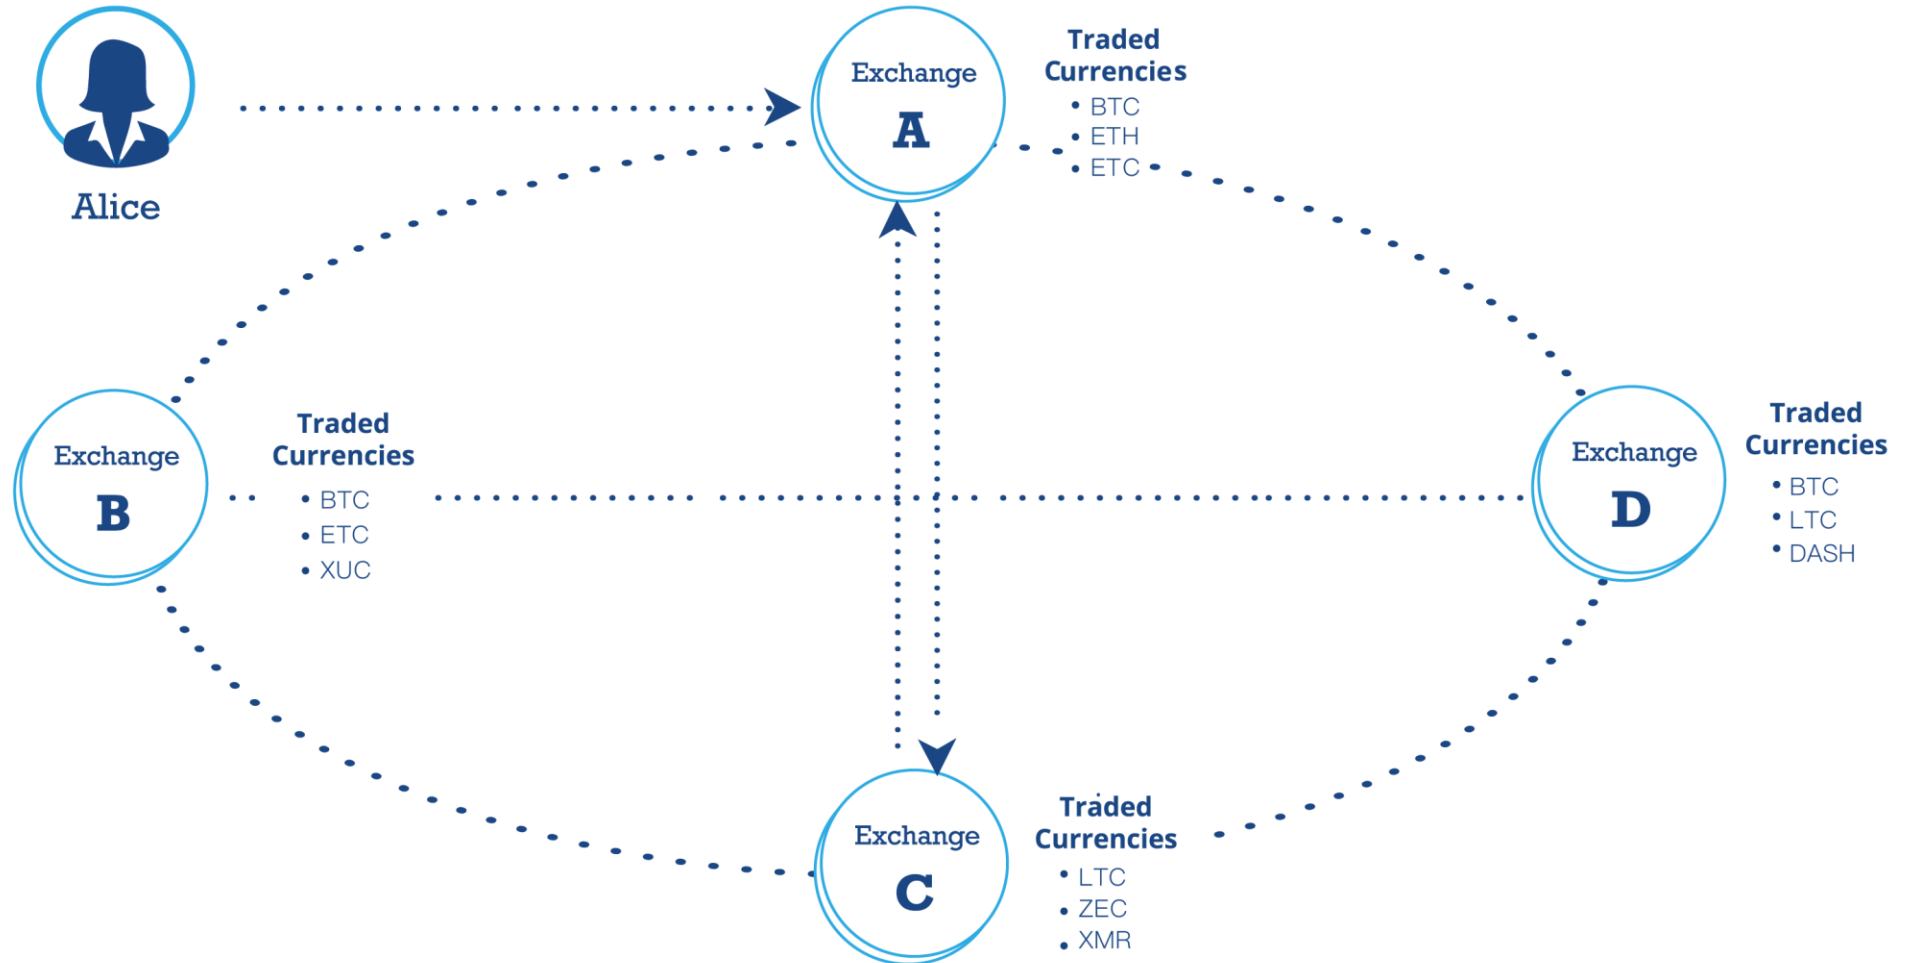 Alice
Exchange
A
Traded
Currencies
• BTC
• ETH
• ETC
Exchange
B
Traded
Currencies
• BTC
• ETC
• XUC
Exchange
D
Traded
Currencies
• BTC
• LTC
• DASH
Exchange
C
Traded
Currencies
• LTC
• ZEC
• XMR